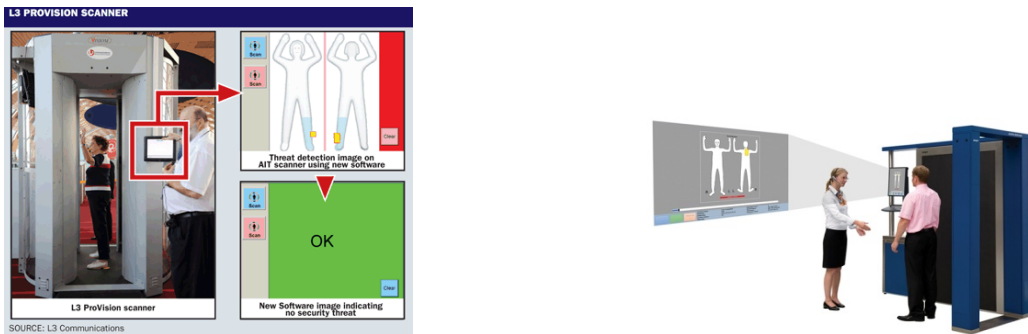 L3 PROVISION SCANNER
Scan
Scan
Clear
Threat detection image on
AIT scanner using new software
Scan
Scan
OK
Clear
L3 ProVision scanner
New Software image indicating
no security threat
SOURCE: L3 Communications